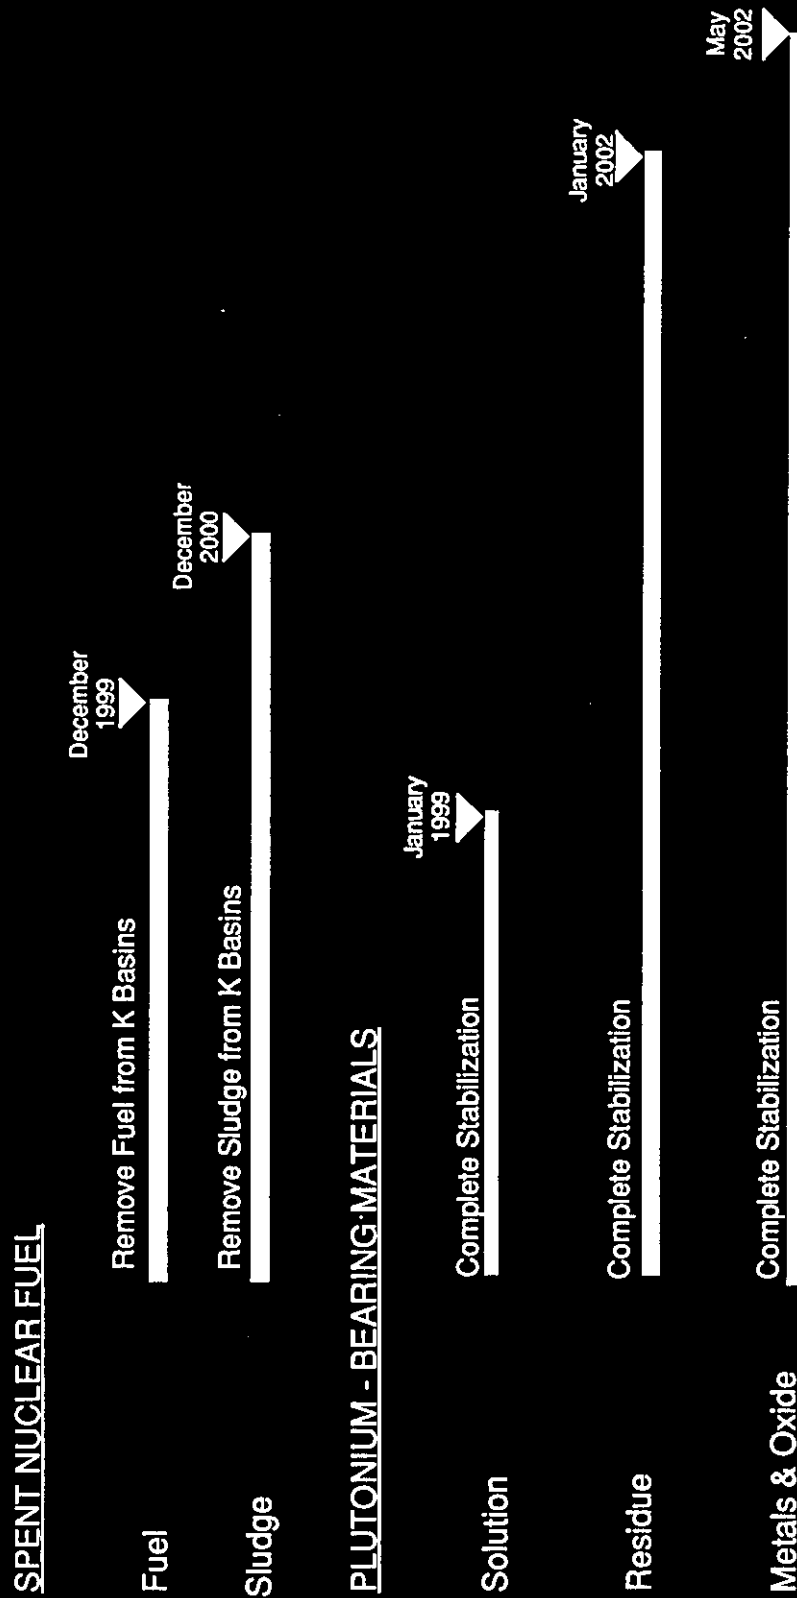 SPENT NUCLEAR FUEL
December
1999
Fuel
Remove Fuel from K Basins
December
2000
Sludge
Remove Sludge from K Basins
PLUTONIUM - BEARING MATERIALS
January
1999
Solution
Complete Stabilization
January
2002
Residue
Complete Stabilization
May
2002
Metals & Oxide
Complete Stabilization